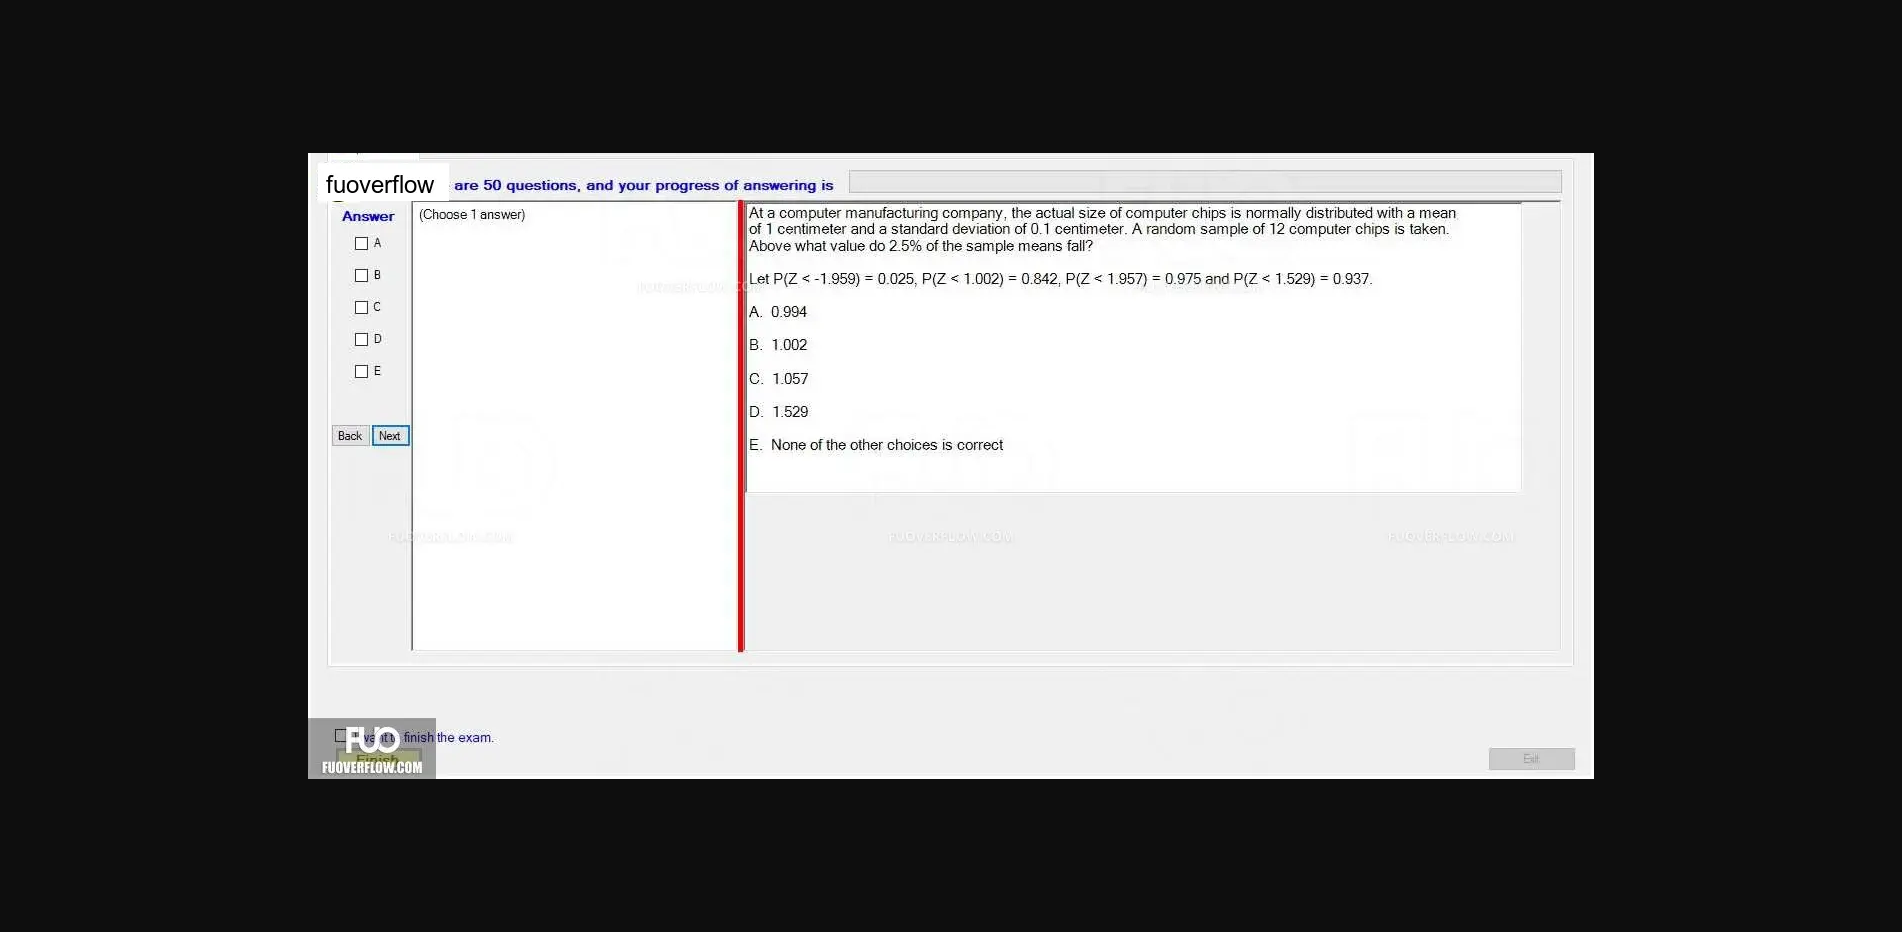 fuoverflow are 50 questions, and your progress of answering is
Answer
(Choose 1 answer)
A
B
C
D
E
Back Next
At a computer manufacturing company, the actual size of computer chips is normally distributed with a mean
of 1 centimeter and a standard deviation of 0.1 centimeter. A random sample of 12 computer chips is taken.
Above what value do 2.5% of the sample means fall?
Let P(Z < -1.959) = 0.025, P(Z < 1.002) = 0.842, P(Z < 1.957) = 0.975 and P(Z < 1.529) = 0.937.
A. 0.994
B. 1.002
C. 1.057
D. 1.529
E. None of the other choices is correct
FUOVERFLOW.COM
FUOVERFLOW.COM
FUOVERFLOW.COM
FUOVERFLOW.COM
I want to finish the exam.
Finish
FUO
FUOVERFLOW.COM
Exit